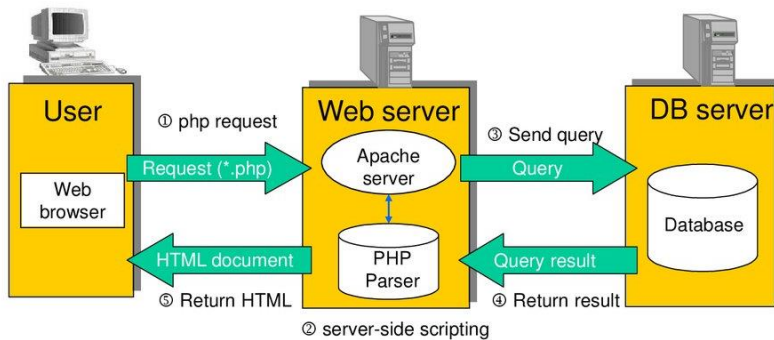 User
Web server
DB server
① php request
③ Send query
Request (*.php)
Apache
server
Query
Web
browser
Database
HTML document
PHP
Parser
Query result
⑤ Return HTML
④ Return result
② server-side scripting